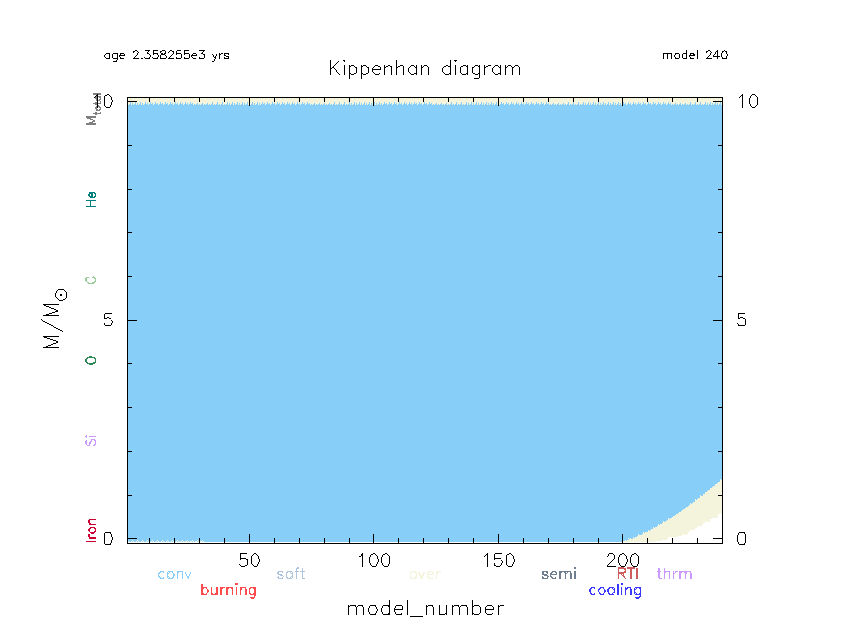 age 2.358255e3 yrs
model 240
Kippenhan diagram
M_total
10
10
He
C
M/M☉
5
5
O
Si
Iron
0
0
50
100
150
200
conv
soft
over
semi
RTI
thrm
burning
cooling
model_number